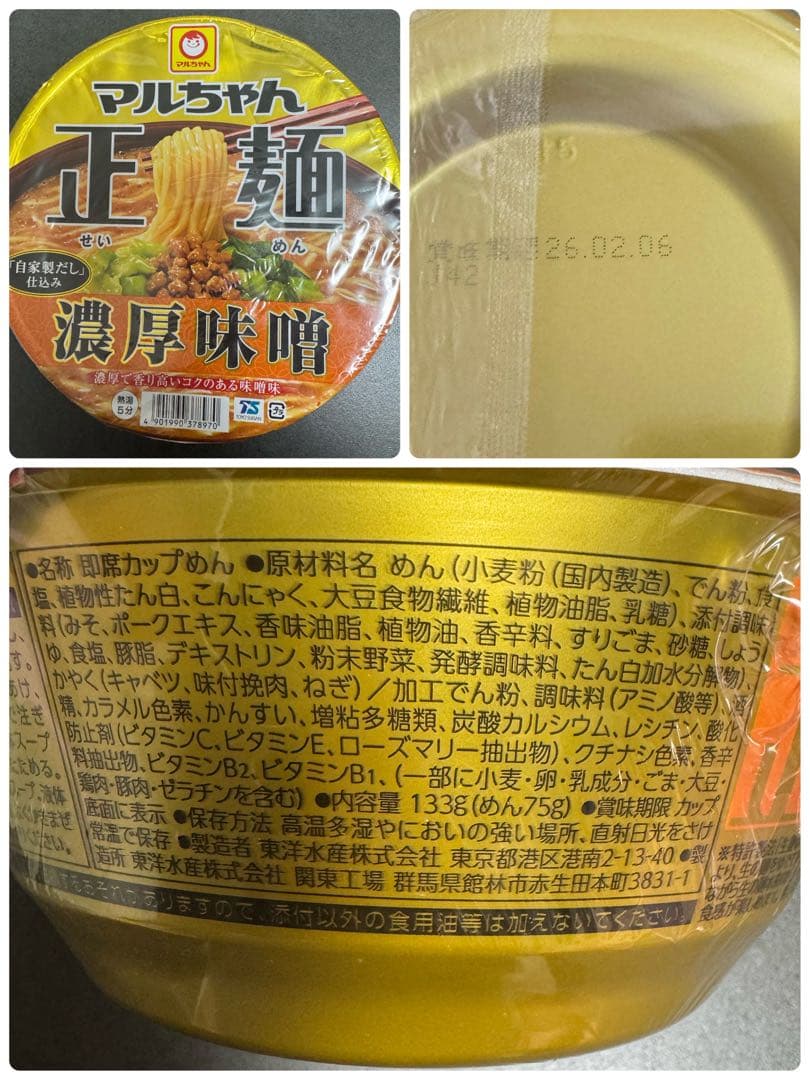 マルちゃん
マルちゃん
正麺
せい めん
「自家製だし」
仕込み
濃厚味噌
濃厚で香り高いコクのある味噌味
熱湯
5分
4 901990 378970
賞味期限26.02.06
J42
●名称 即席カップめん ●原材料名 めん(小麦粉(国内製造)、でん粉、食
塩、植物性たん白、こんにゃく、大豆食物繊維、植物油脂、乳糖)、添付調味
料(みそ、ポークエキス、香味油脂、植物油、香辛料、すりごま、砂糖、しょう
ゆ、食塩、豚脂、デキストリン、粉末野菜、発酵調味料、たん白加水分解物)、
かやく(キャベツ、味付挽肉、ねぎ)/加工でん粉、調味料(アミノ酸等)、酒
精、カラメル色素、かんすい、増粘多糖類、炭酸カルシウム、レシチン、酸化
防止剤(ビタミンC、ビタミンE、ローズマリー抽出物)、クチナシ色素、香辛
料抽出物、ビタミンB2、ビタミンB1、(一部に小麦・卵・乳成分・ごま・大豆・
鶏肉・豚肉・ゼラチンを含む) ●内容量 133g(めん75g) ●賞味期限 カップ
底面に表示 ●保存方法 高温多湿やにおいの強い場所、直射日光をさけ
常温で保存 ●製造者 東洋水産株式会社 東京都港区港南2-13-40 ●製
造所 東洋水産株式会社 関東工場 群馬県館林市赤生田本町3831-1
するおそれがありますので、添付以外の食用油等は加えないでください。